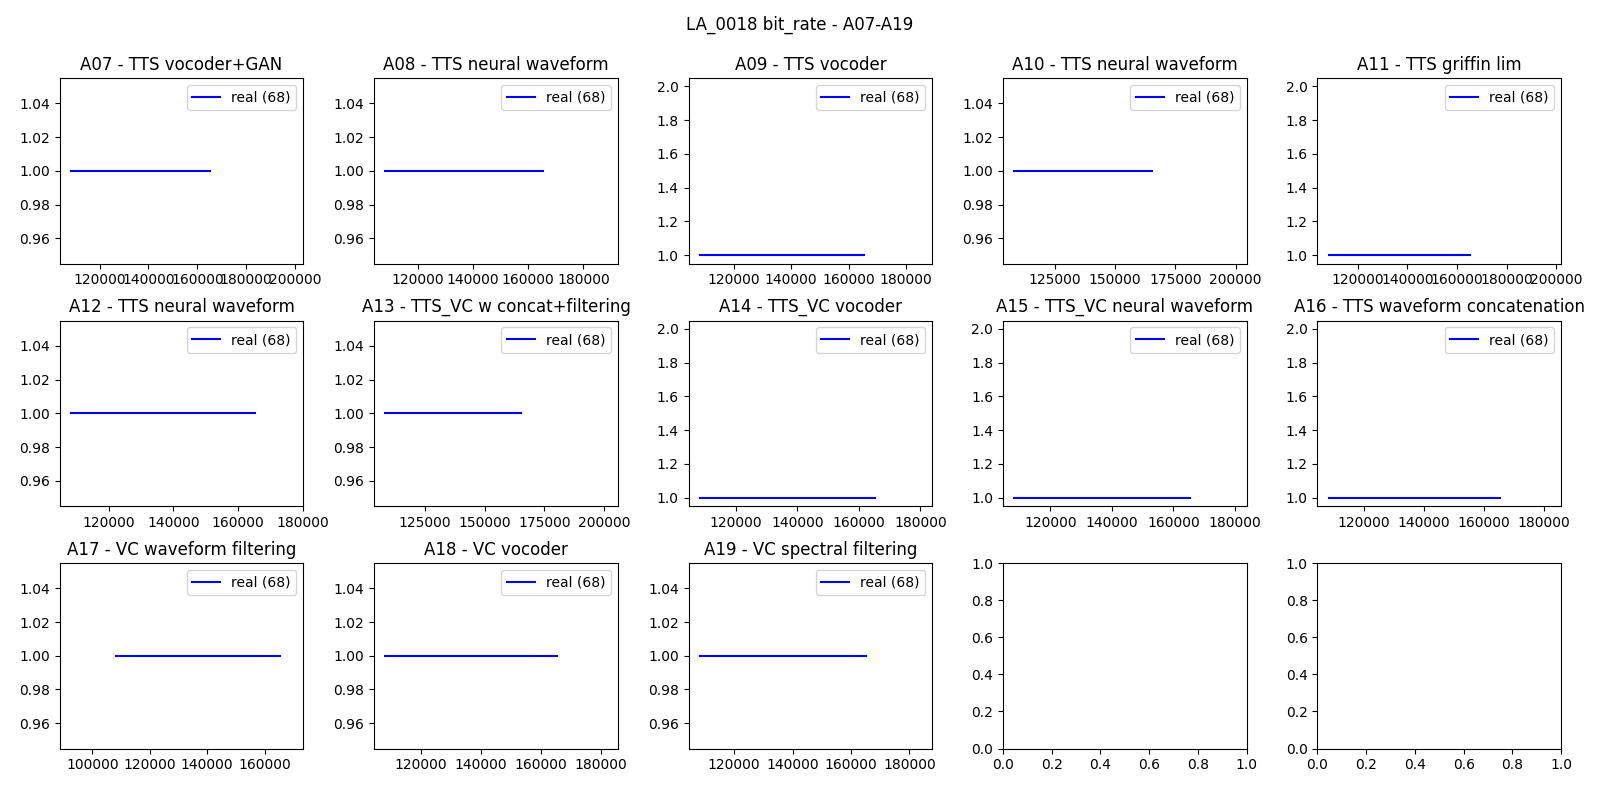 LA_0018 bit_rate - A07-A19
A07 - TTS vocoder+GAN
real (68)
1.04
1.02
1.00
0.98
0.96
120000 140000 160000 180000 200000
A08 - TTS neural waveform
real (68)
1.04
1.02
1.00
0.98
0.96
120000 140000 160000 180000
A09 - TTS vocoder
real (68)
2.0
1.8
1.6
1.4
1.2
1.0
120000 140000 160000 180000
A10 - TTS neural waveform
real (68)
1.04
1.02
1.00
0.98
0.96
125000 150000 175000 200000
A11 - TTS griffin lim
real (68)
2.0
1.8
1.6
1.4
1.2
1.0
120000 140000 160000 180000 200000
A12 - TTS neural waveform
real (68)
1.04
1.02
1.00
0.98
0.96
120000 140000 160000 180000
A13 - TTS_VC w concat+filtering
real (68)
1.04
1.02
1.00
0.98
0.96
125000 150000 175000 200000
A14 - TTS_VC vocoder
real (68)
2.0
1.8
1.6
1.4
1.2
1.0
120000 140000 160000 180000
A15 - TTS_VC neural waveform
real (68)
2.0
1.8
1.6
1.4
1.2
1.0
120000 140000 160000 180000
A16 - TTS waveform concatenation
real (68)
2.0
1.8
1.6
1.4
1.2
1.0
120000 140000 160000 180000
A17 - VC waveform filtering
real (68)
1.04
1.02
1.00
0.98
0.96
100000 120000 140000 160000
A18 - VC vocoder
real (68)
1.04
1.02
1.00
0.98
0.96
120000 140000 160000 180000
A19 - VC spectral filtering
real (68)
1.04
1.02
1.00
0.98
0.96
120000 140000 160000 180000
1.0
0.8
0.6
0.4
0.2
0.0
0.0 0.2 0.4 0.6 0.8 1.0
1.0
0.8
0.6
0.4
0.2
0.0
0.0 0.2 0.4 0.6 0.8 1.0